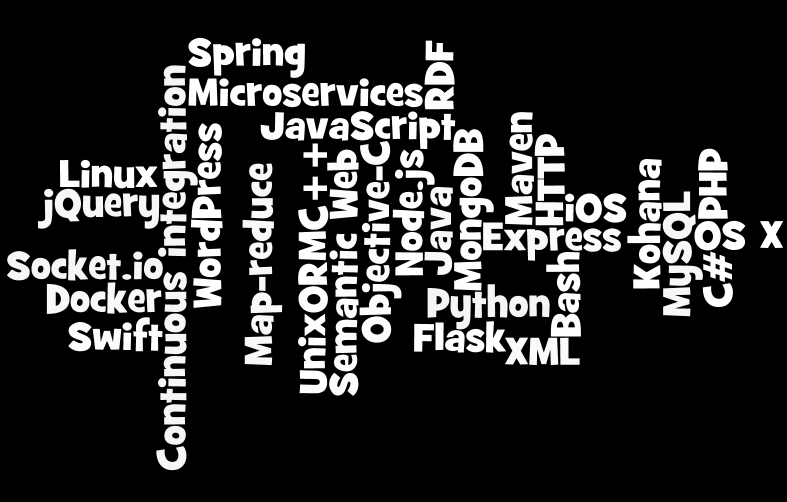 Spring
RDF
Microservices
JavaScript
Continuous integration
WordPress
Linux
jQuery
Map-reduce
Unix
ORM
C++
Semantic Web
Objective-C
Node.js
Java
MongoDB
Maven
HTTP
iOS
Express
Kohana
MySQL
PHP
OS X
C#
Socket.io
Docker
Swift
Python
Bash
Flask
XML